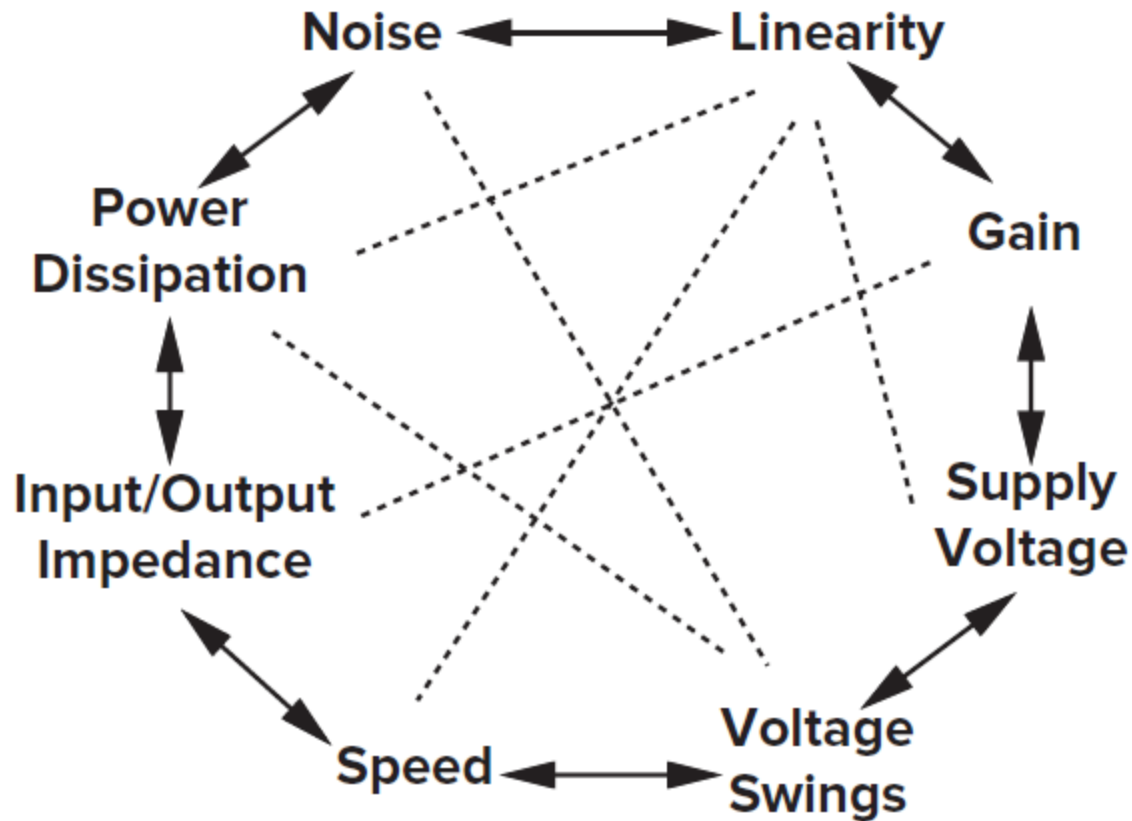 Noise
Linearity
Power
Dissipation
Gain
Input/Output
Impedance
Supply
Voltage
Speed
Voltage
Swings